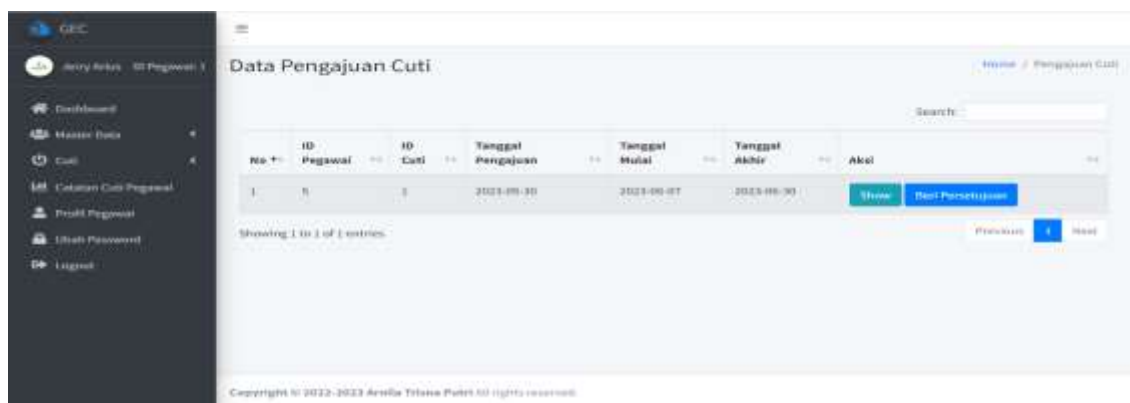 GEC
ID Pegawai: 1
Dashboard
Master Data
Cuti
Catatan Cuti Pegawai
Profil Pegawai
Ubah Password
Logout
Data Pengajuan Cuti
Home / Pengajuan Cuti
Search:
No ID Pegawai ID Cuti Tanggal Pengajuan Tanggal Mulai Tanggal Akhir Aksi
1 5 Show Beri Persetujuan
Showing 1 to 1 of 1 entries
Previous 1 Next
Copyright © 2022-2023 Putri All rights reserved.